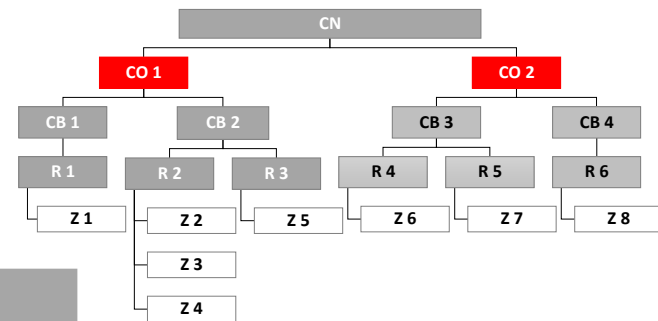 CN
CO 1 CO 2
CB 1 CB 2 CB 3 CB 4
R 1 R 2 R 3 R 4 R 5 R 6
Z 1 Z 2 Z 5 Z 6 Z 7 Z 8
Z 3
Z 4